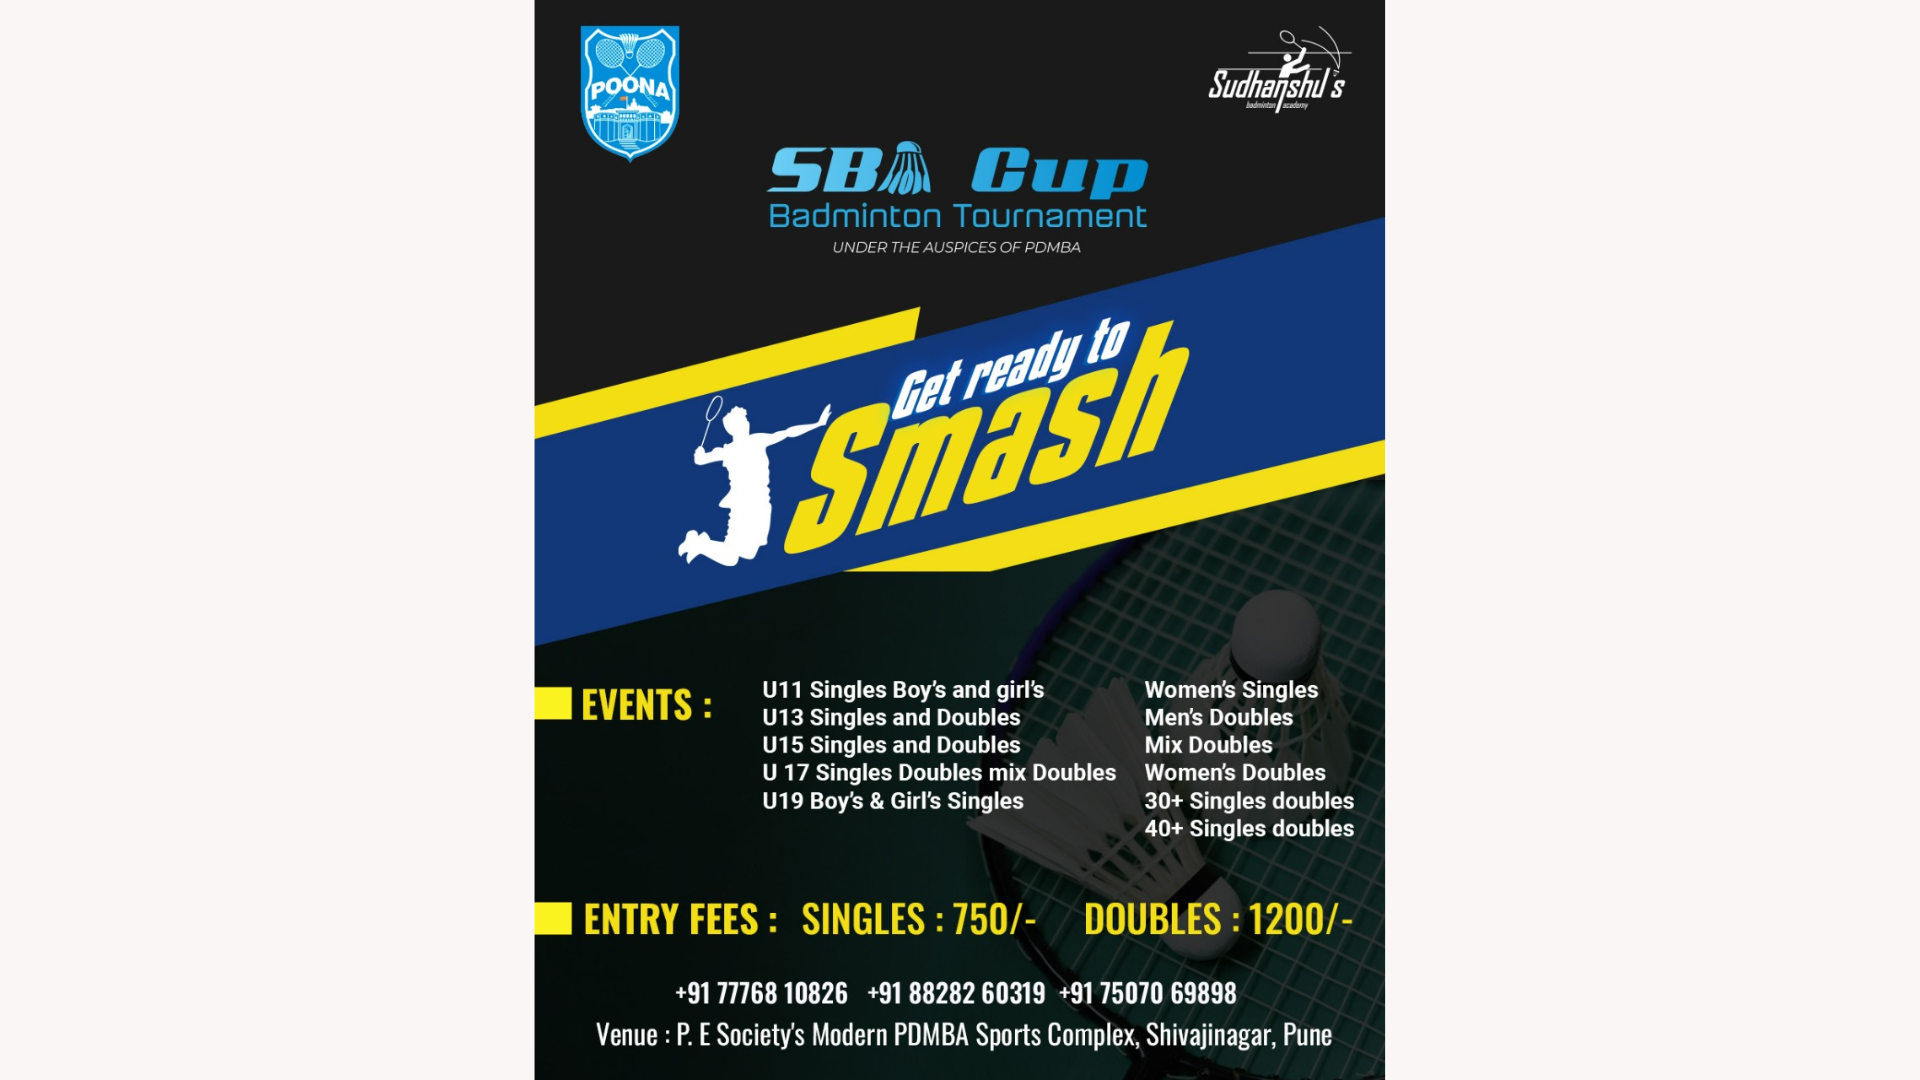 POONA
Sudhanshu's
badminton academy
SBA Cup
Badminton Tournament
UNDER THE AUSPICES OF PDMBA
Get ready to
Smash
EVENTS :
U11 Singles Boy's and girl's
U13 Singles and Doubles
U15 Singles and Doubles
U 17 Singles Doubles mix Doubles
U19 Boy's & Girl's Singles
Women's Singles
Men's Doubles
Mix Doubles
Women's Doubles
30+ Singles doubles
40+ Singles doubles
ENTRY FEES : SINGLES : 750/- DOUBLES : 1200/-
+91 77768 10826 +91 88282 60319 +91 75070 69898
Venue : P. E Society's Modern PDMBA Sports Complex, Shivajinagar, Pune